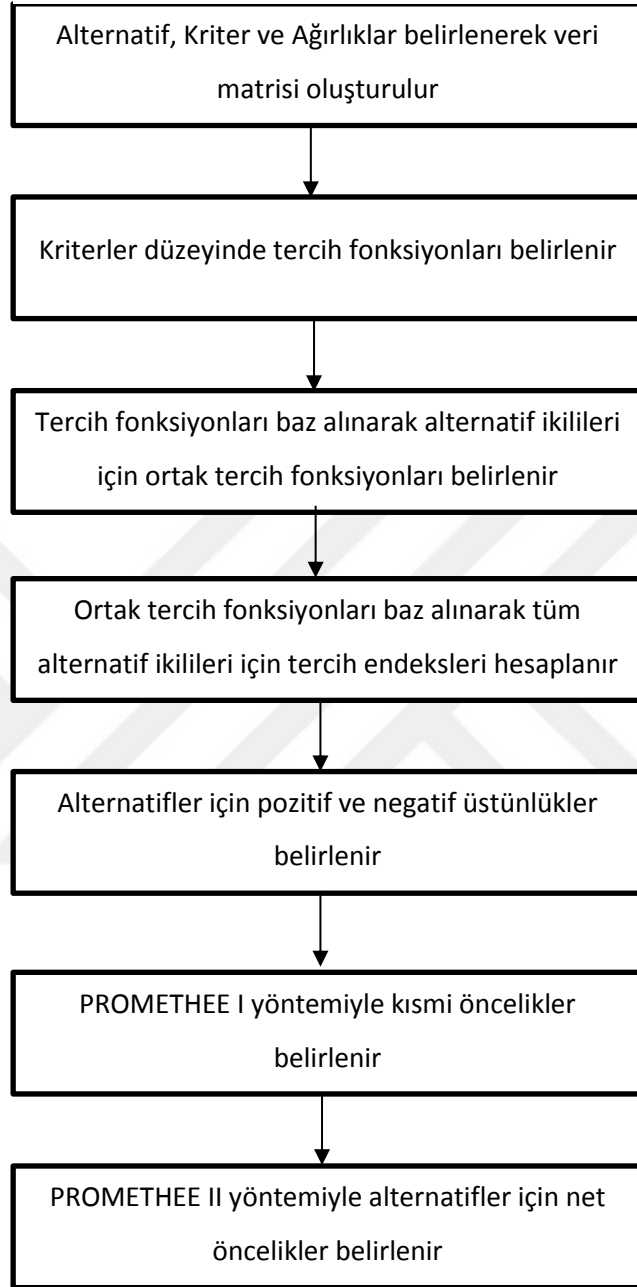 Alternatif, Kriter ve Ağırlıklar belirlenerek veri
matrisi oluşturulur
Kriterler düzeyinde tercih fonksiyonları belirlenir
Tercih fonksiyonları baz alınarak alternatif ikilileri
için ortak tercih fonksiyonları belirlenir
Ortak tercih fonksiyonları baz alınarak tüm
alternatif ikilileri için tercih endeksleri hesaplanır
Alternatifler için pozitif ve negatif üstünlükler
belirlenir
PROMETHEE I yöntemiyle kısmi öncelikler
belirlenir
PROMETHEE II yöntemiyle alternatifler için net
öncelikler belirlenir